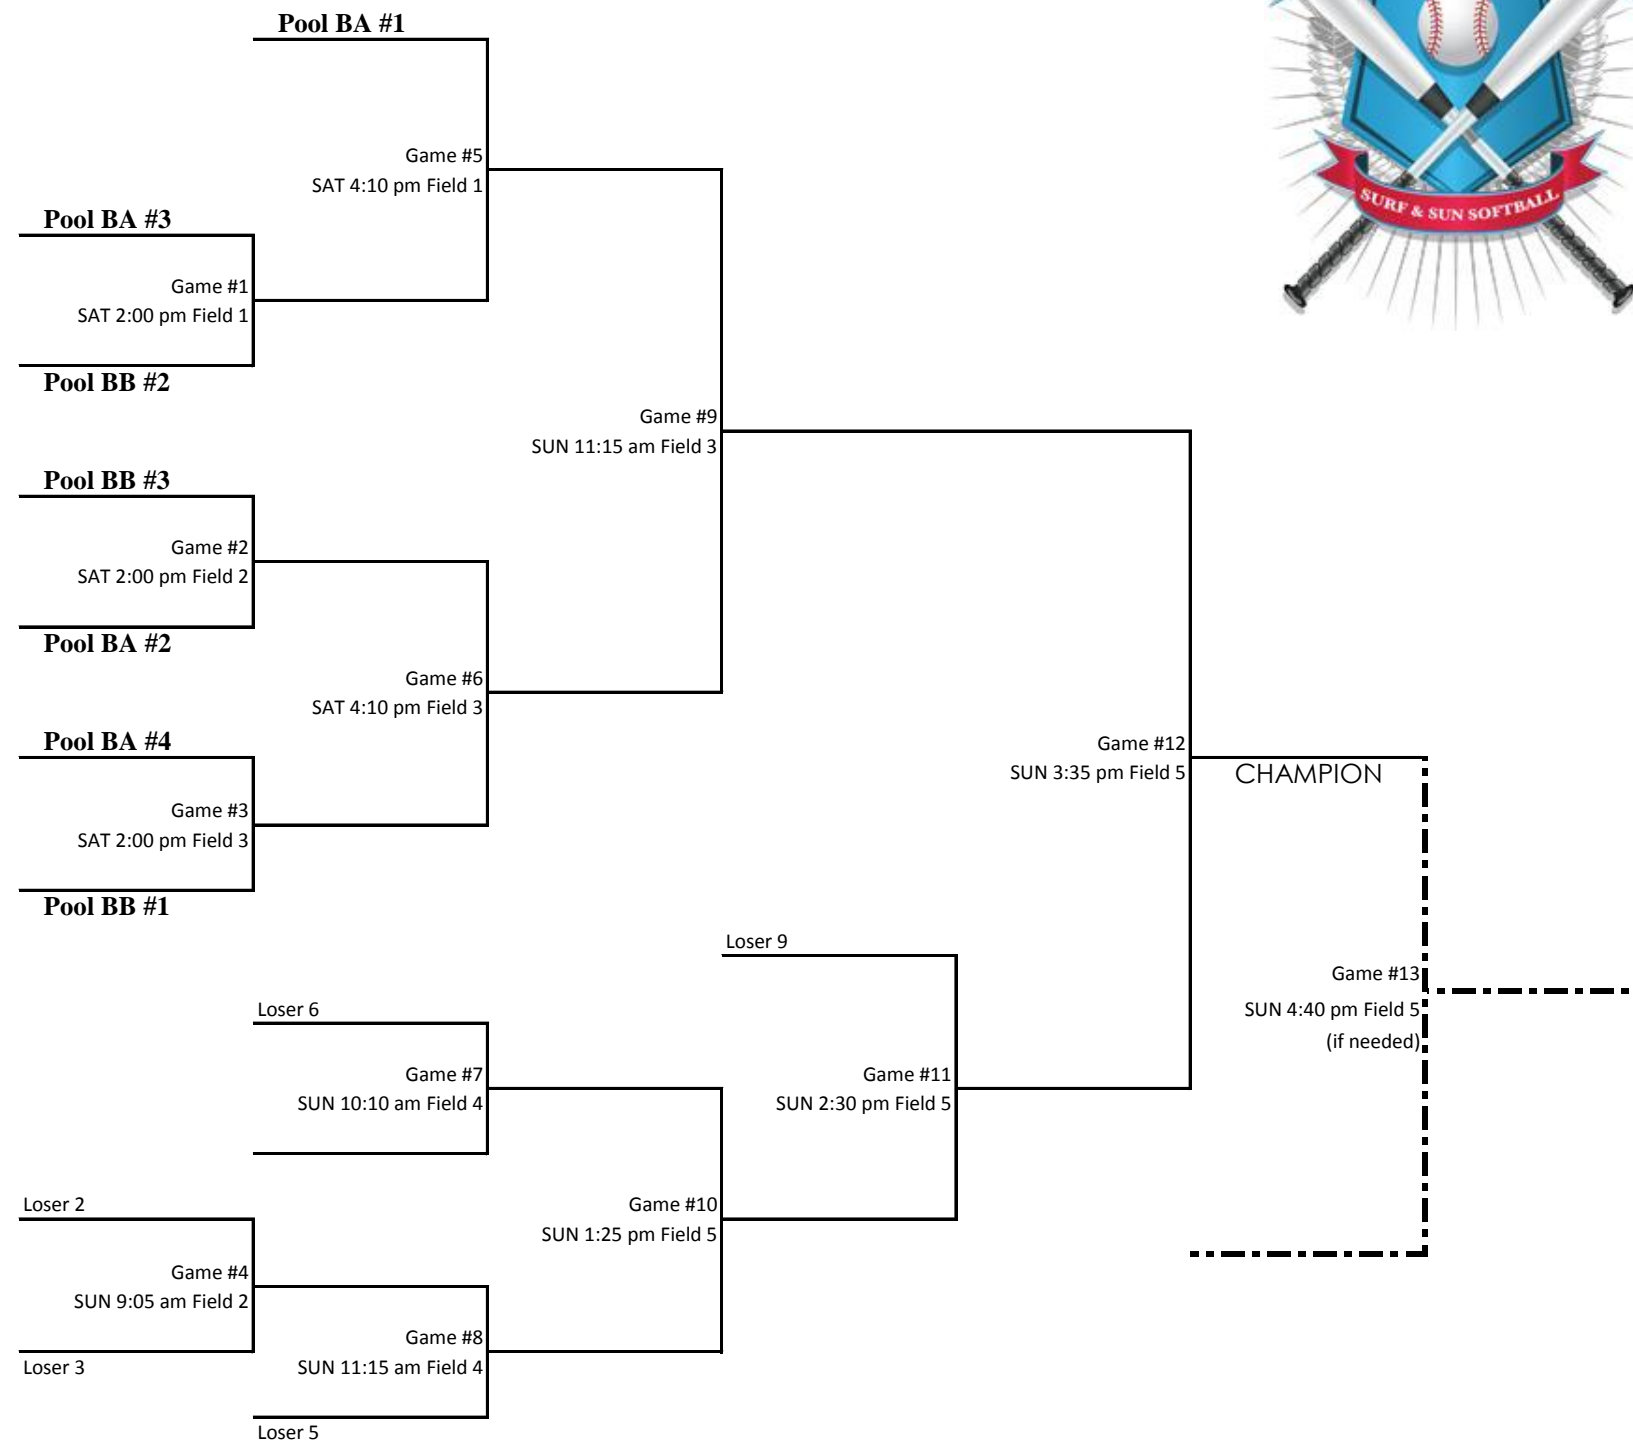 Pool BA #1
Game #5
SAT 4:10 pm Field 1
Pool BA #3
Game #1
SAT 2:00 pm Field 1
Pool BB #2
SURF & SUN SOFTBALL
Game #9
SUN 11:15 am Field 3
Pool BB #3
Game #2
SAT 2:00 pm Field 2
Pool BA #2
Game #6
SAT 4:10 pm Field 3
Pool BA #4
Game #3
SAT 2:00 pm Field 3
Pool BB #1
Game #12
SUN 3:35 pm Field 5
CHAMPION
Loser 9
Game #13
SUN 4:40 pm Field 5
(if needed)
Loser 6
Game #7
SUN 10:10 am Field 4
Game #11
SUN 2:30 pm Field 5
Loser 2
Game #10
SUN 1:25 pm Field 5
Game #4
SUN 9:05 am Field 2
Loser 3
Game #8
SUN 11:15 am Field 4
Loser 5